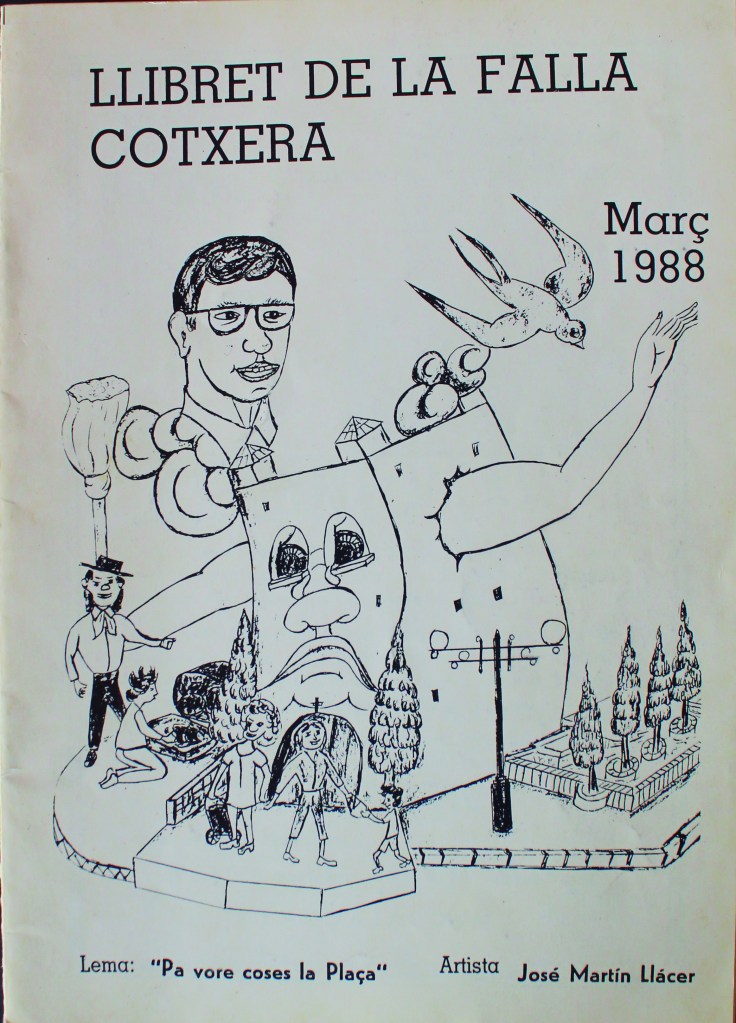 LLIBRET DE LA FALLA
COTXERA
Març
1988
Lema: "Pa vore coses la Plaça"
Artista José Martín Llácer